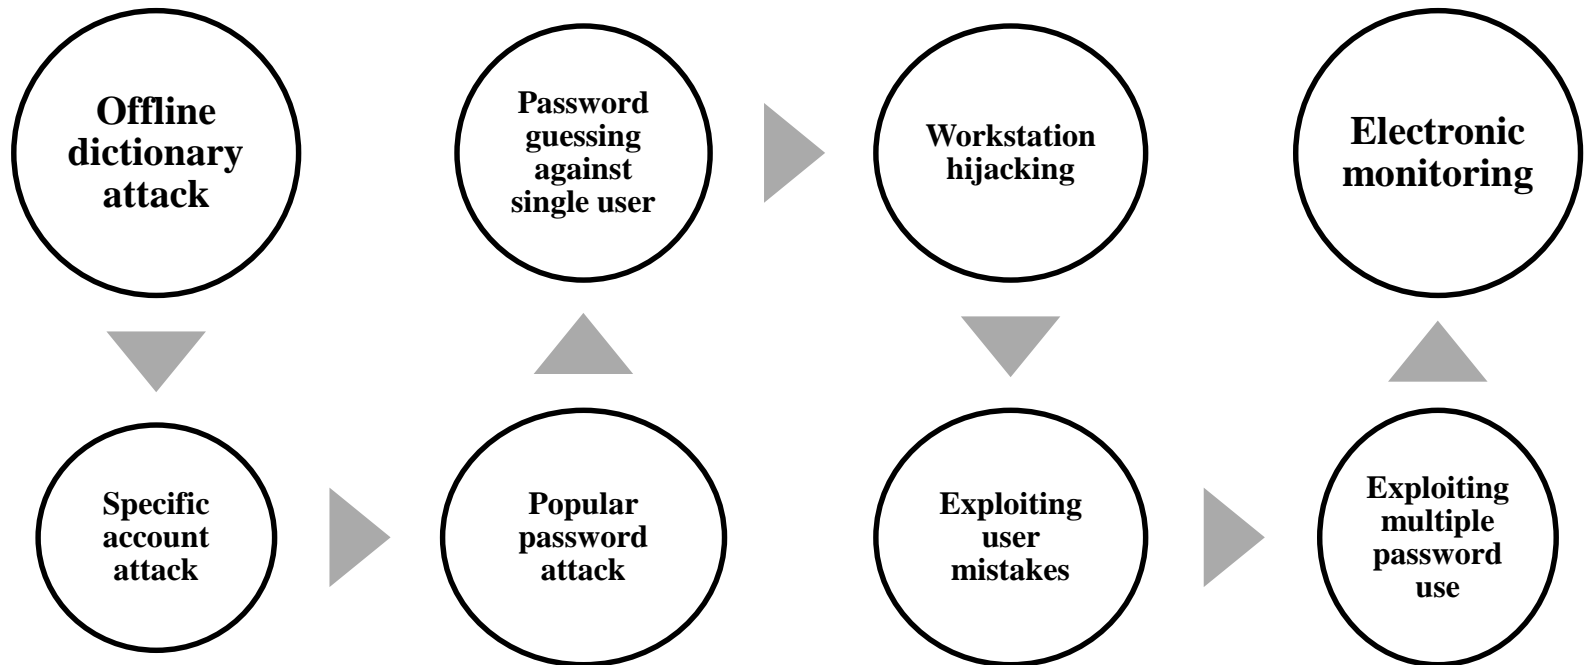 Offline
dictionary
attack
Specific
account
attack
Popular
password
attack
Password
guessing
against
single user
Workstation
hijacking
Exploiting
user
mistakes
Exploiting
multiple
password
use
Electronic
monitoring